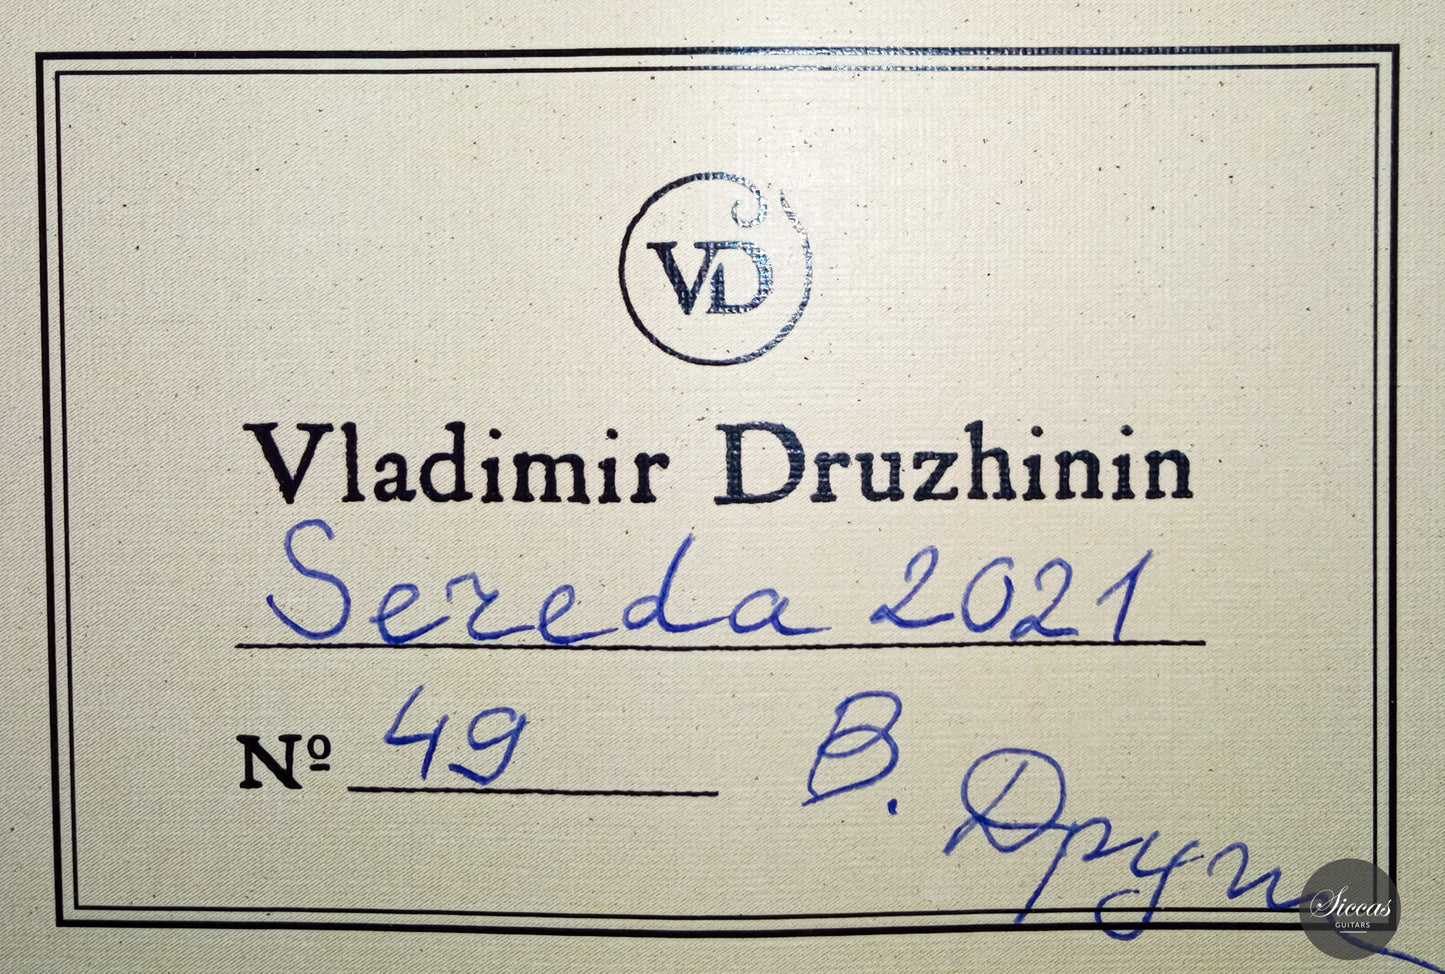 VD
Vladimir Druzhinin
Sereda 2021
Nº 49
В. Друж
Siccas
GUITARS